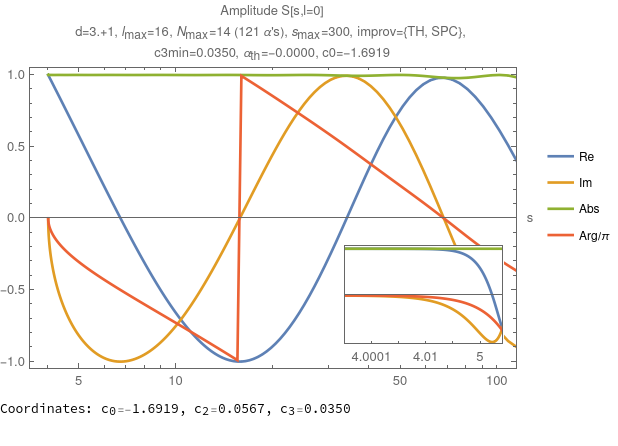 Amplitude S[s,l=0]
d=3.+1, lmax=16, Nmax=14 (121 α's), smax=300, improv={TH, SPC},
c3min=0.0350, αth=−0.0000, c0=−1.6919
1.0
0.5
0.0
−0.5
−1.0
5
10
50
100
s
4.0001
4.01
5
Re
Im
Abs
Arg/π
Coordinates: c0=-1.6919, c2=0.0567, c3=0.0350